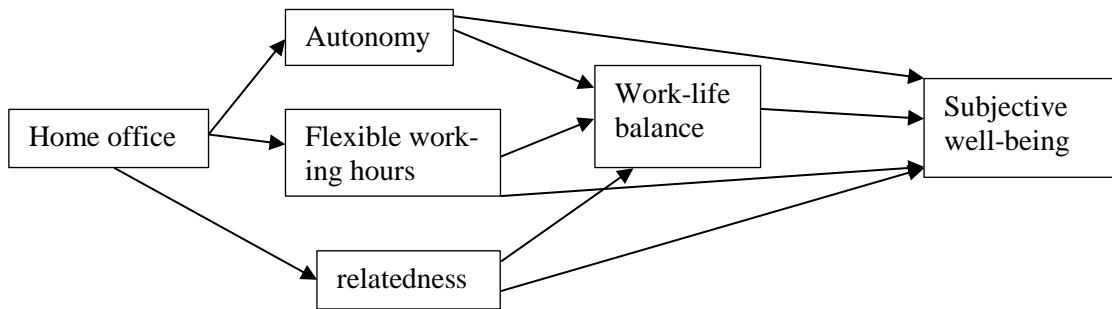 Autonomy
Work-life
balance
Subjective
well-being
Home office
Flexible work-
ing hours
relatedness